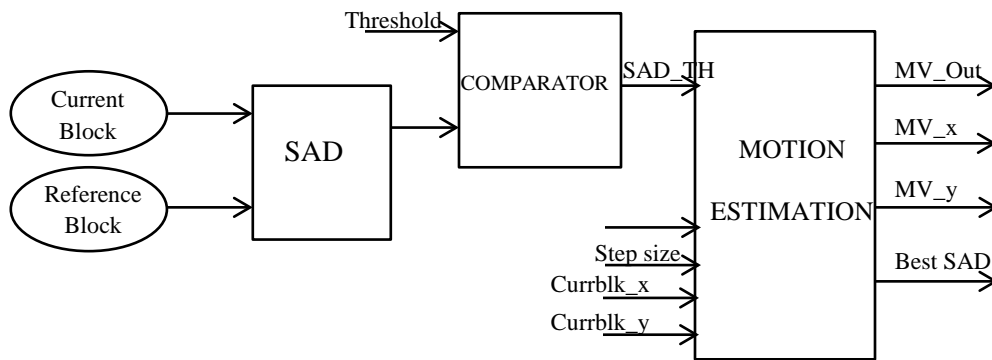 Threshold
Current
Block
Reference
Block
SAD
COMPARATOR
SAD_TH
MOTION
ESTIMATION
Step size
Currblk_x
Currblk_y
MV_Out
MV_x
MV_y
Best SAD